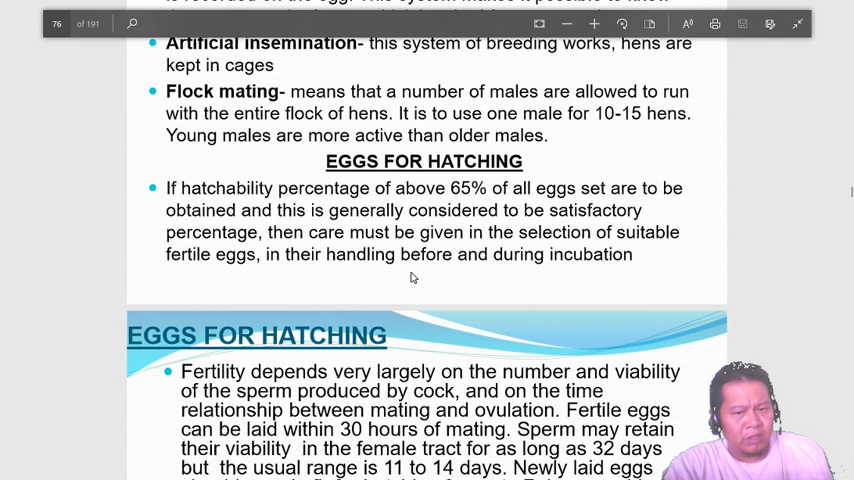 76 of 191
Artificial insemination- this system of breeding works, hens are
kept in cages
Flock mating- means that a number of males are allowed to run
with the entire flock of hens. It is to use one male for 10-15 hens.
Young males are more active than older males.
EGGS FOR HATCHING
If hatchability percentage of above 65% of all eggs set are to be
obtained and this is generally considered to be satisfactory
percentage, then care must be given in the selection of suitable
fertile eggs, in their handling before and during incubation
EGGS FOR HATCHING
Fertility depends very largely on the number and viability
of the sperm produced by cock, and on the time
relationship between mating and ovulation. Fertile eggs
can be laid within 30 hours of mating. Sperm may retain
their viability in the female tract for as long as 32 days
but the usual range is 11 to 14 days. Newly laid eggs